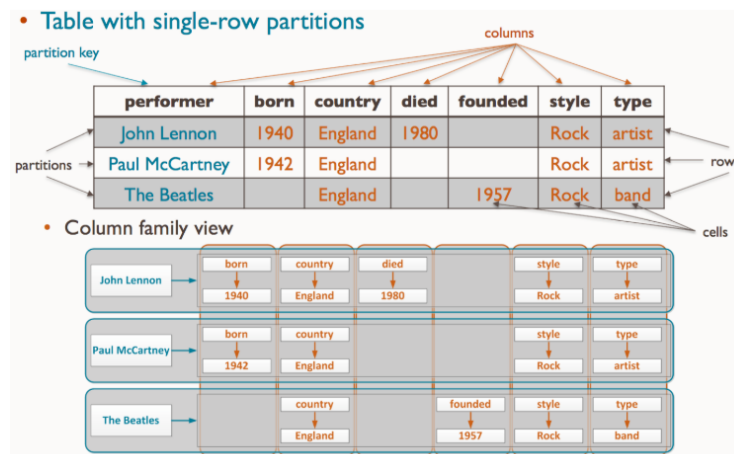 • Table with single-row partitions
columns
partition key
performer born country died founded style type
John Lennon 1940 England 1980 Rock artist
partitions Paul McCartney 1942 England Rock artist row
The Beatles England 1957 Rock band
• Column family view
cells
born country died style type
John Lennon
1940 England 1980 Rock artist
born country style type
Paul McCartney
1942 England Rock artist
country founded style type
The Beatles
England 1957 Rock band